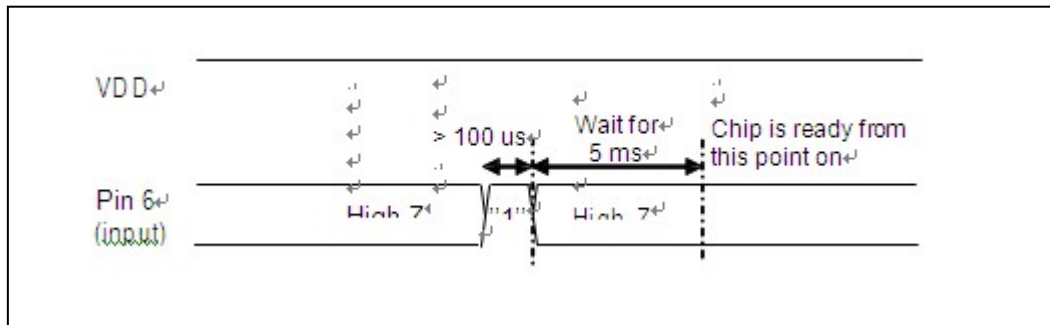 VDD
> 100 us
Wait for
5 ms
Chip is ready from
this point on
Pin 6
(input)
High Z
"1"
High Z